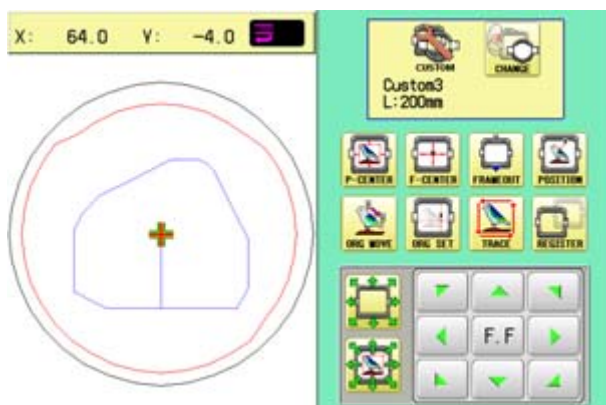 X: 64.0 Y: -4.0
CUSTOM CHANGE
Custom3
L:200mm
P-CENTER F-CENTER FRAMEOUT POSITION
ORG MOVE ORG SET TRACE REGISTER
F.F